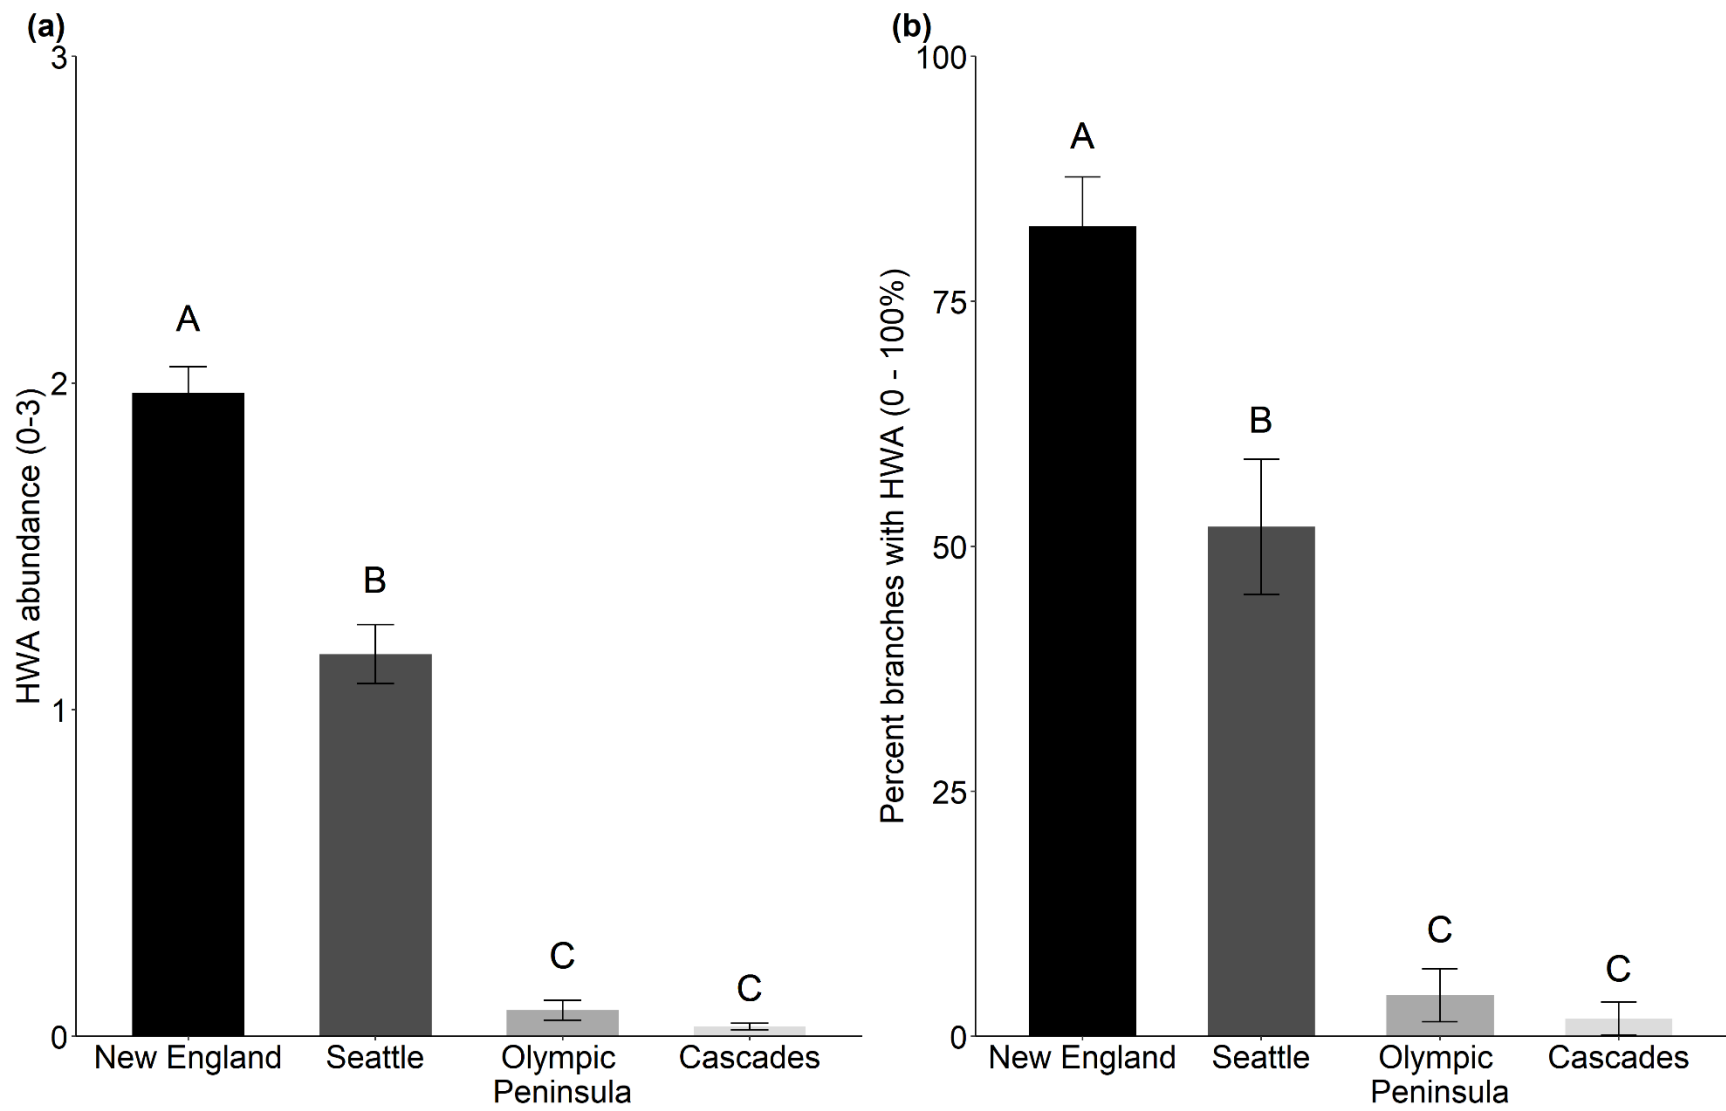 (a)
3
2
1
0
HWA abundance (0-3)
A
B
C
C
New England
Seattle
Olympic
Peninsula
Cascades
(b)
100
75
50
25
0
Percent branches with HWA (0 - 100%)
A
B
C
C
New England
Seattle
Olympic
Peninsula
Cascades